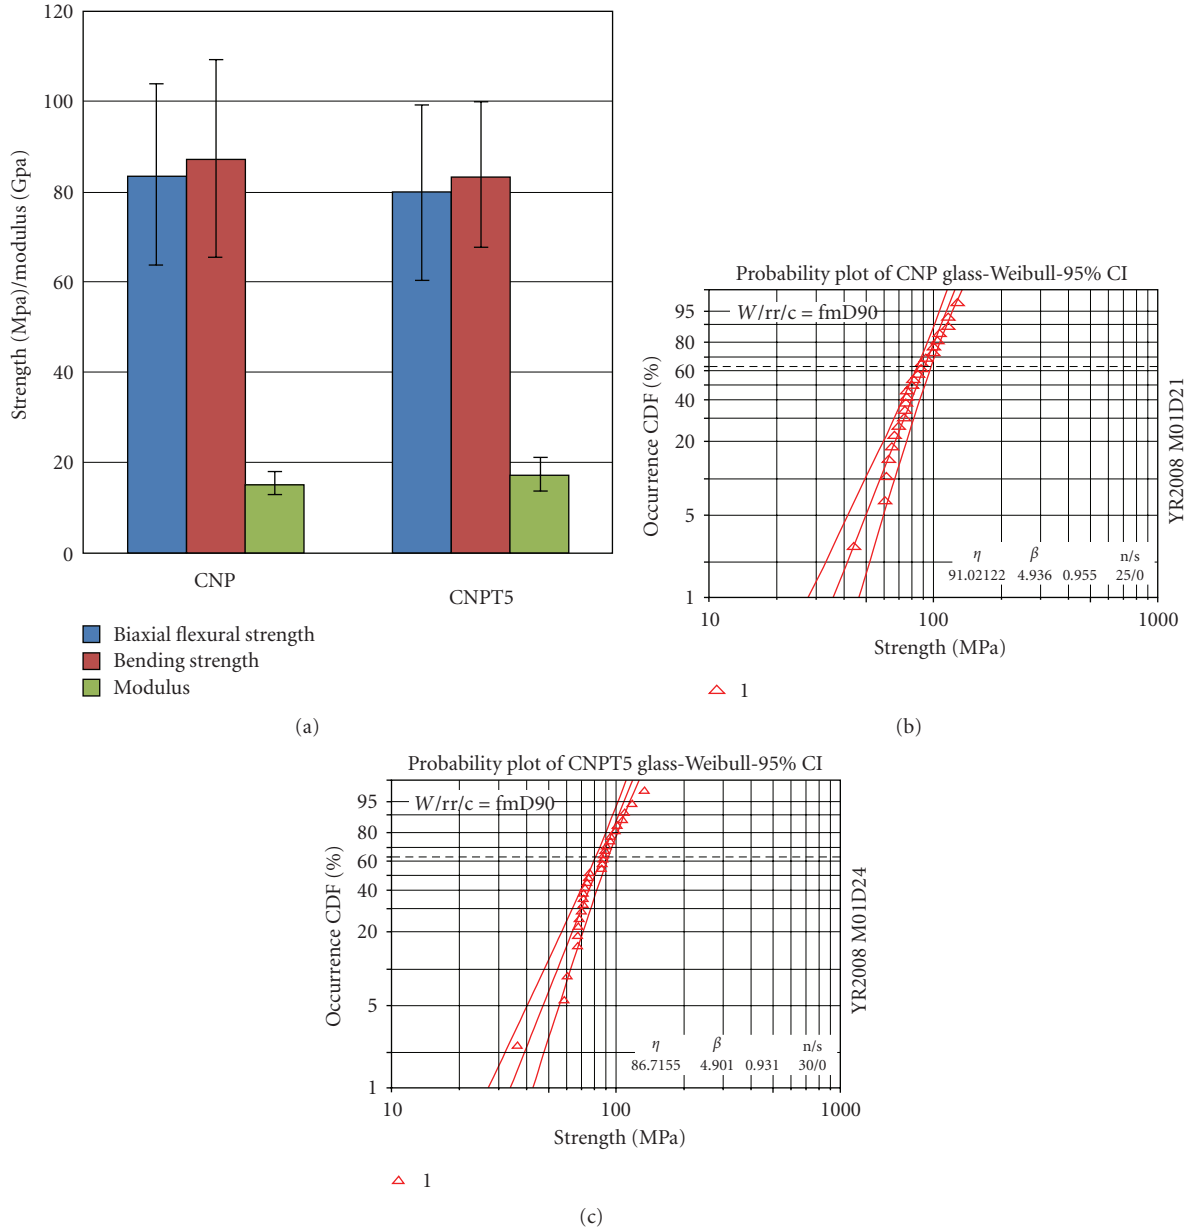 120
100
80
60
40
20
0
Strength (Mpa)/modulus (Gpa)
CNP
CNPT5
Biaxial flexural strength
Bending strength
Modulus
(a)
Probability plot of CNP glass-Weibull-95% CI
W/rr/c = fmD90
95
80
60
40
20
5
1
Occurrence CDF (%)
η β n/s
91.02122 4.936 0.955 25/0
10 100 1000
Strength (MPa)
YR2008 M01D21
1
(b)
Probability plot of CNPT5 glass-Weibull-95% CI
W/rr/c = fmD90
95
80
60
40
20
5
1
Occurrence CDF (%)
η β n/s
86.7155 4.901 0.931 30/0
10 100 1000
Strength (MPa)
YR2008 M01D24
1
(c)